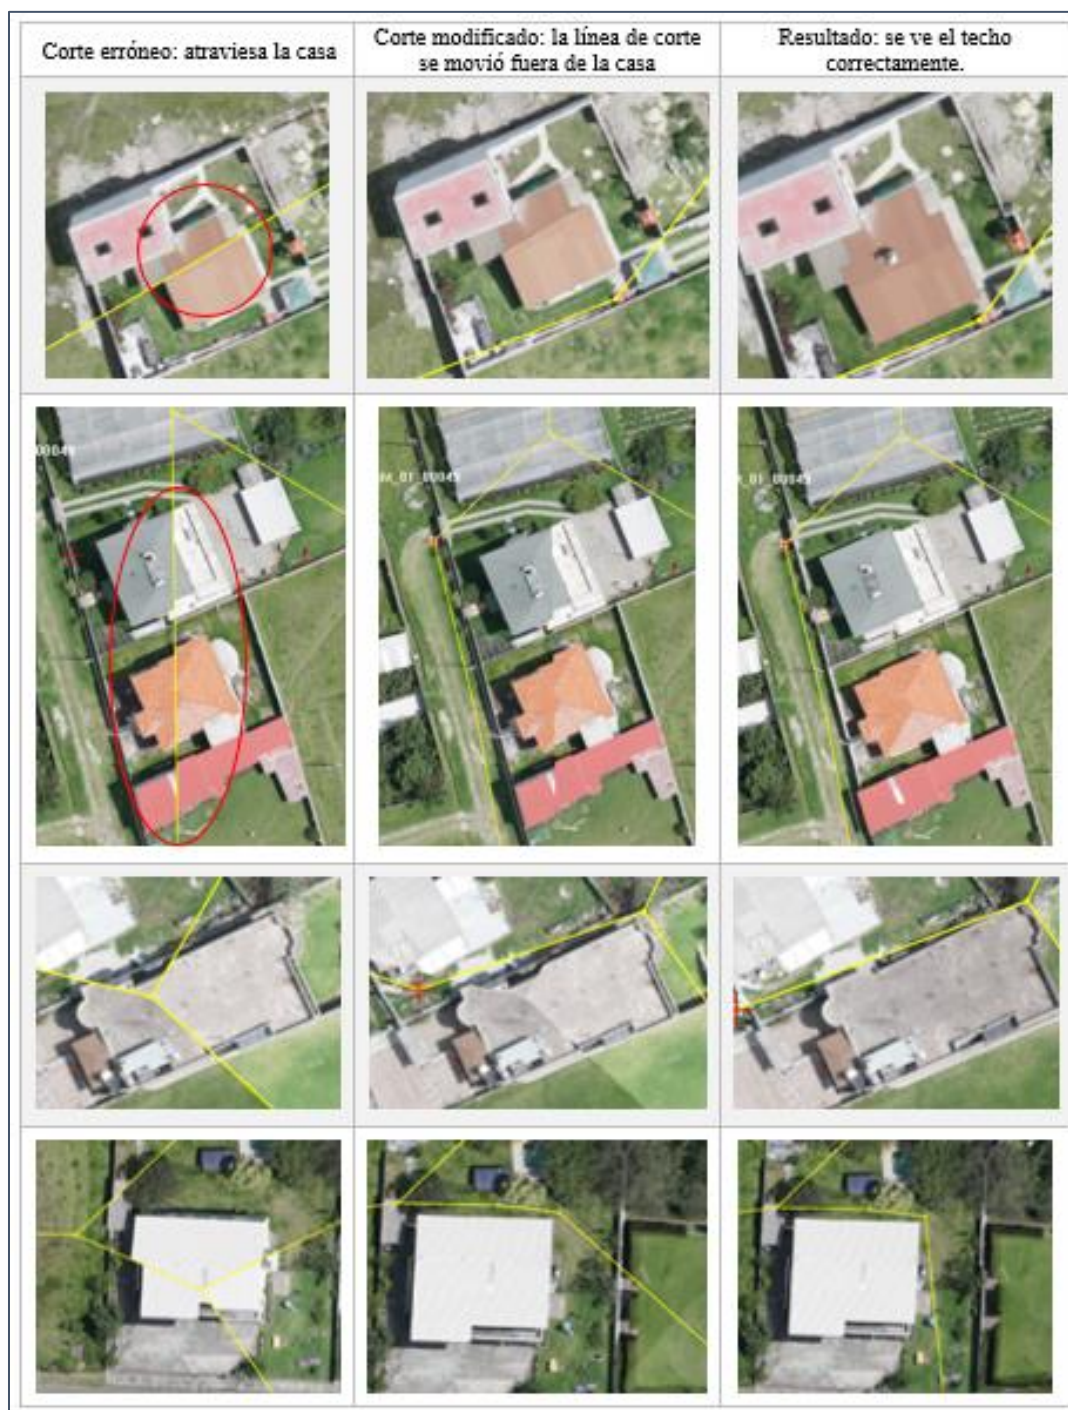 Corte erróneo: atraviesa la casa
Corte modificado: la línea de corte
se movió fuera de la casa
Resultado: se ve el techo
correctamente.